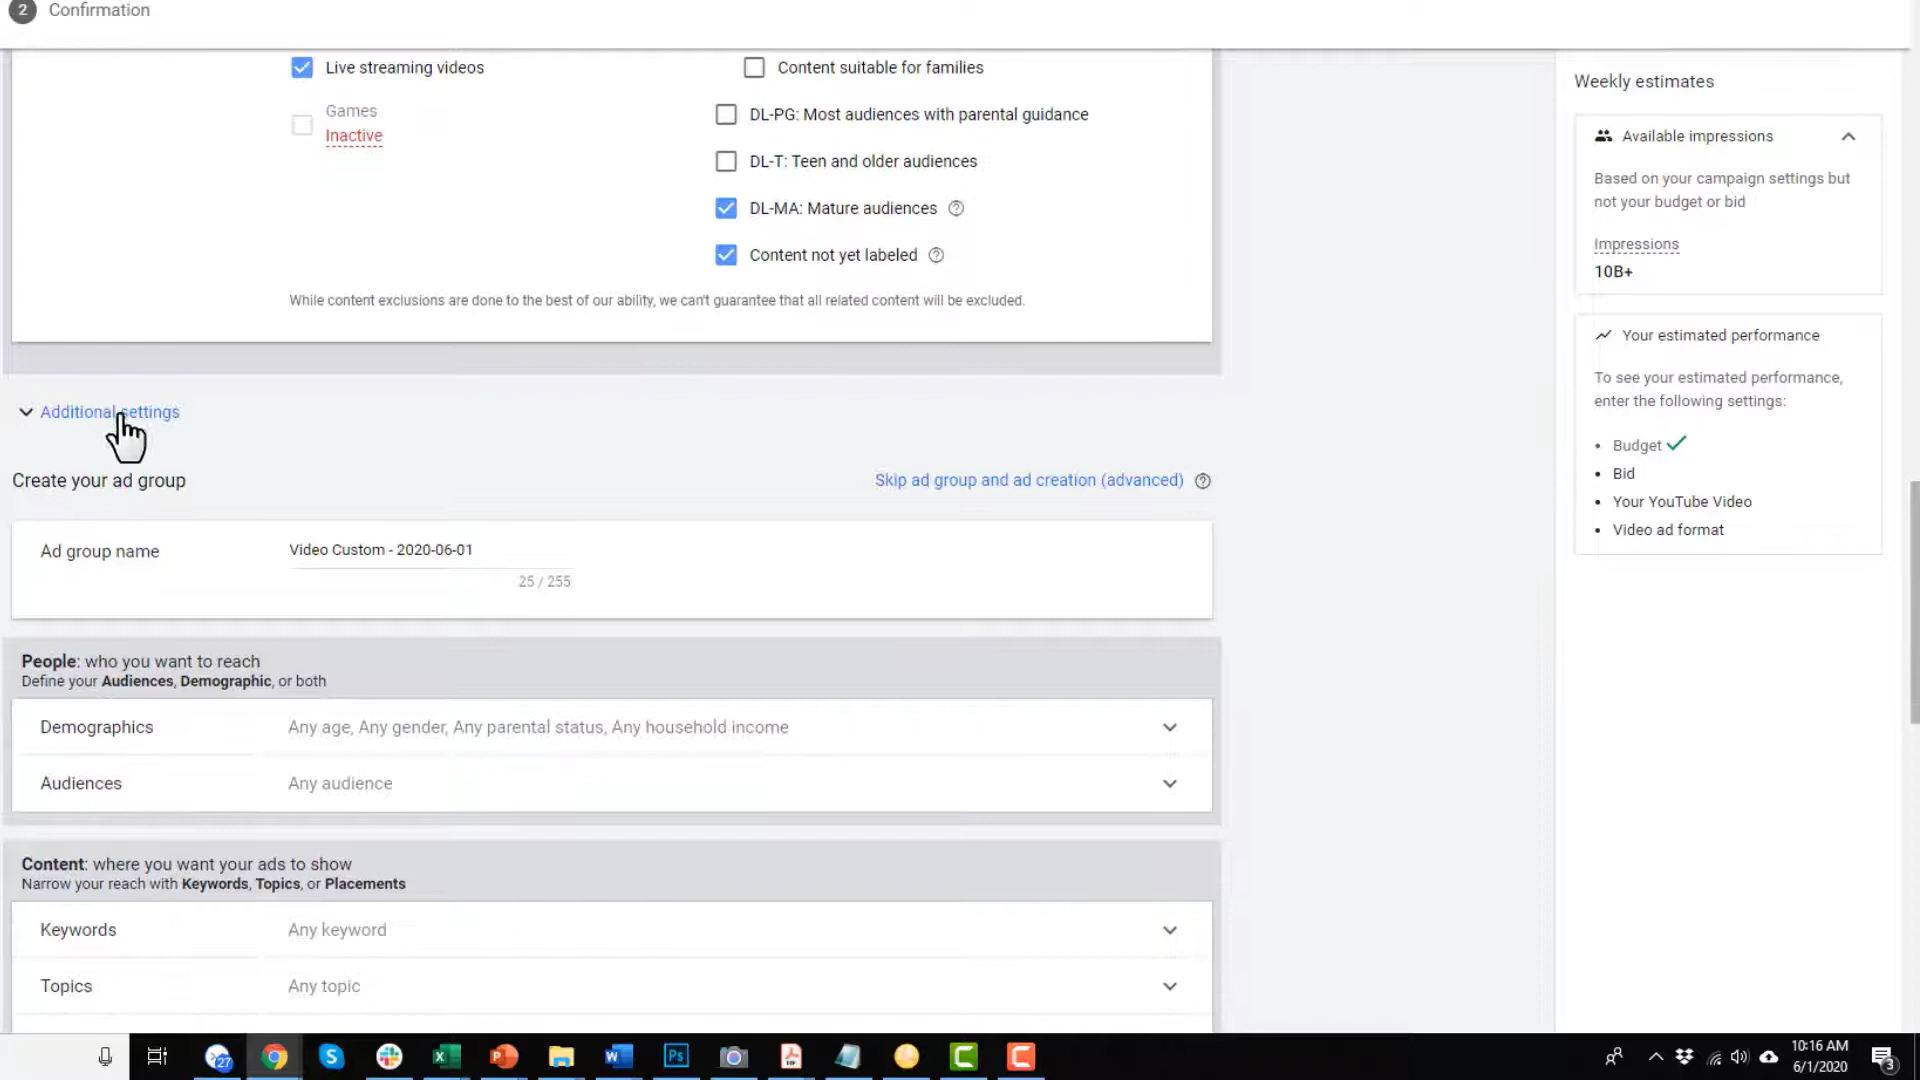 2 Confirmation
Live streaming videos
Content suitable for families
Games
Inactive
DL-PG: Most audiences with parental guidance
DL-T: Teen and older audiences
DL-MA: Mature audiences
Content not yet labeled
While content exclusions are done to the best of our ability, we can't guarantee that all related content will be excluded.
Additional settings
Create your ad group
Skip ad group and ad creation (advanced)
Ad group name
Video Custom - 2020-06-01
25 / 255
People: who you want to reach
Define your Audiences, Demographic, or both
Demographics
Any age, Any gender, Any parental status, Any household income
Audiences
Any audience
Content: where you want your ads to show
Narrow your reach with Keywords, Topics, or Placements
Keywords
Any keyword
Topics
Any topic
Weekly estimates
Available impressions
Based on your campaign settings but
not your budget or bid
Impressions
10B+
Your estimated performance
To see your estimated performance,
enter the following settings:
Budget
Bid
Your YouTube Video
Video ad format
27
Ps
10:16 AM
6/1/2020
3